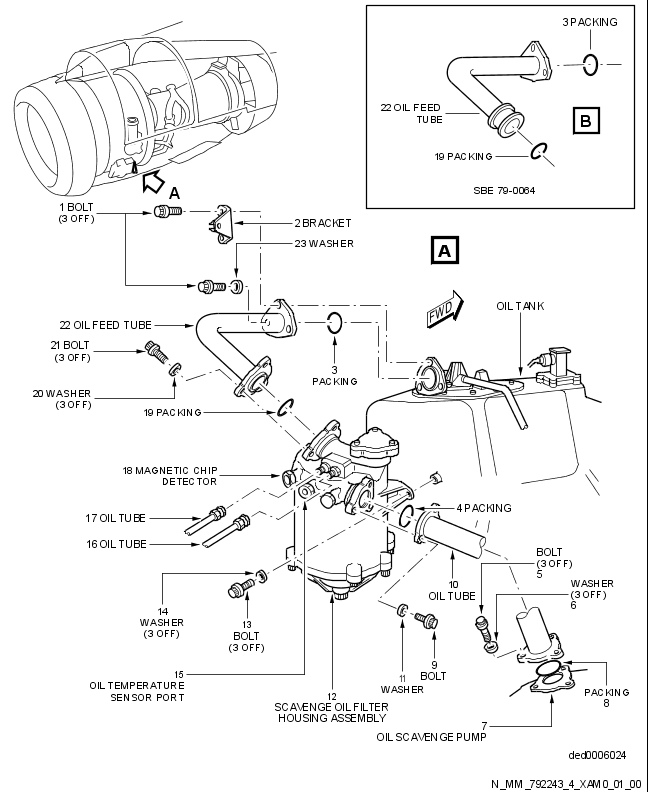 3 PACKING
22 OIL FEED
TUBE
19 PACKING
B
SBE 79-0064
A
1 BOLT
(3 OFF)
2 BRACKET
23 WASHER
A
FWD
OIL TANK
22 OIL FEED TUBE
21 BOLT
(3 OFF)
3
PACKING
20 WASHER
(3 OFF)
19 PACKING
18 MAGNETIC CHIP
DETECTOR
4 PACKING
17 OIL TUBE
16 OIL TUBE
BOLT
(3 OFF)
5
10
OIL TUBE
WASHER
(3 OFF)
6
14
WASHER
(3 OFF)
13
BOLT
(3 OFF)
11
WASHER
9
BOLT
15
OIL TEMPERATURE
SENSOR PORT
12
SCAVENGE OIL FILTER
HOUSING ASSEMBLY
PACKING
8
7
OIL SCAVENGE PUMP
ded0006024
N_MM_792243_4_XAM0_01_00